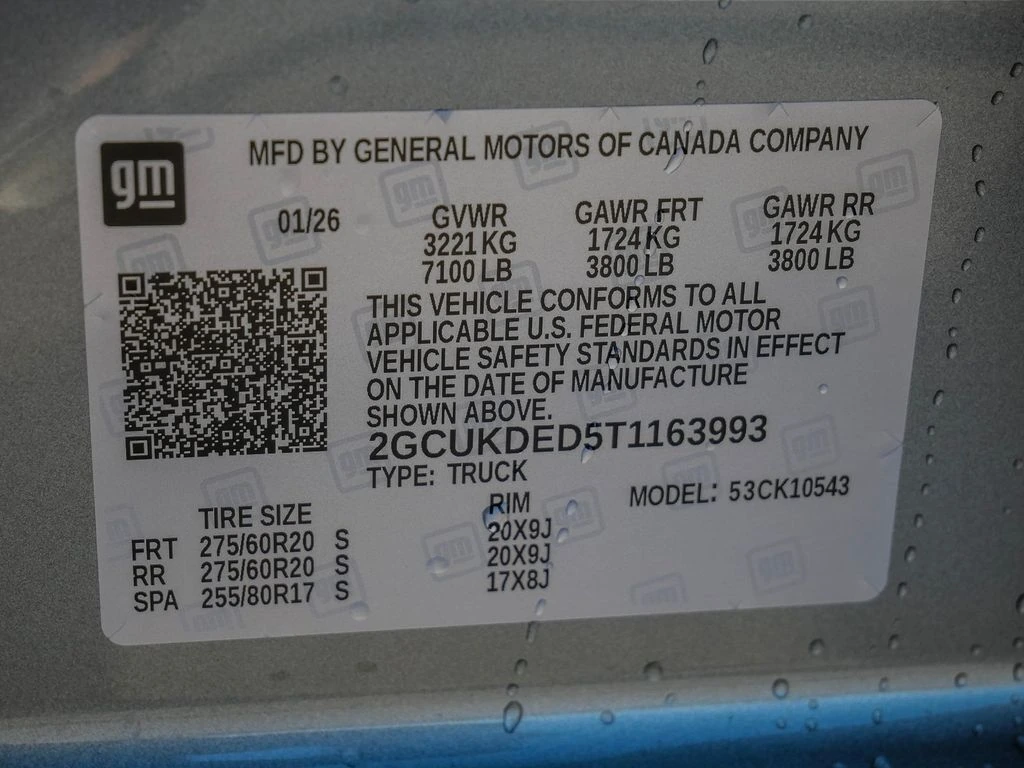 gm
MFD BY GENERAL MOTORS OF CANADA COMPANY
01/26 GVWR GAWR FRT GAWR RR
3221 KG 1724 KG 1724 KG
7100 LB 3800 LB 3800 LB
THIS VEHICLE CONFORMS TO ALL
APPLICABLE U.S. FEDERAL MOTOR
VEHICLE SAFETY STANDARDS IN EFFECT
ON THE DATE OF MANUFACTURE
SHOWN ABOVE.
2GCUKDED5T1163993
TYPE: TRUCK
MODEL: 53CK10543
TIRE SIZE RIM
FRT 275/60R20 S 20X9J
RR 275/60R20 S 20X9J
SPA 255/80R17 S 17X8J